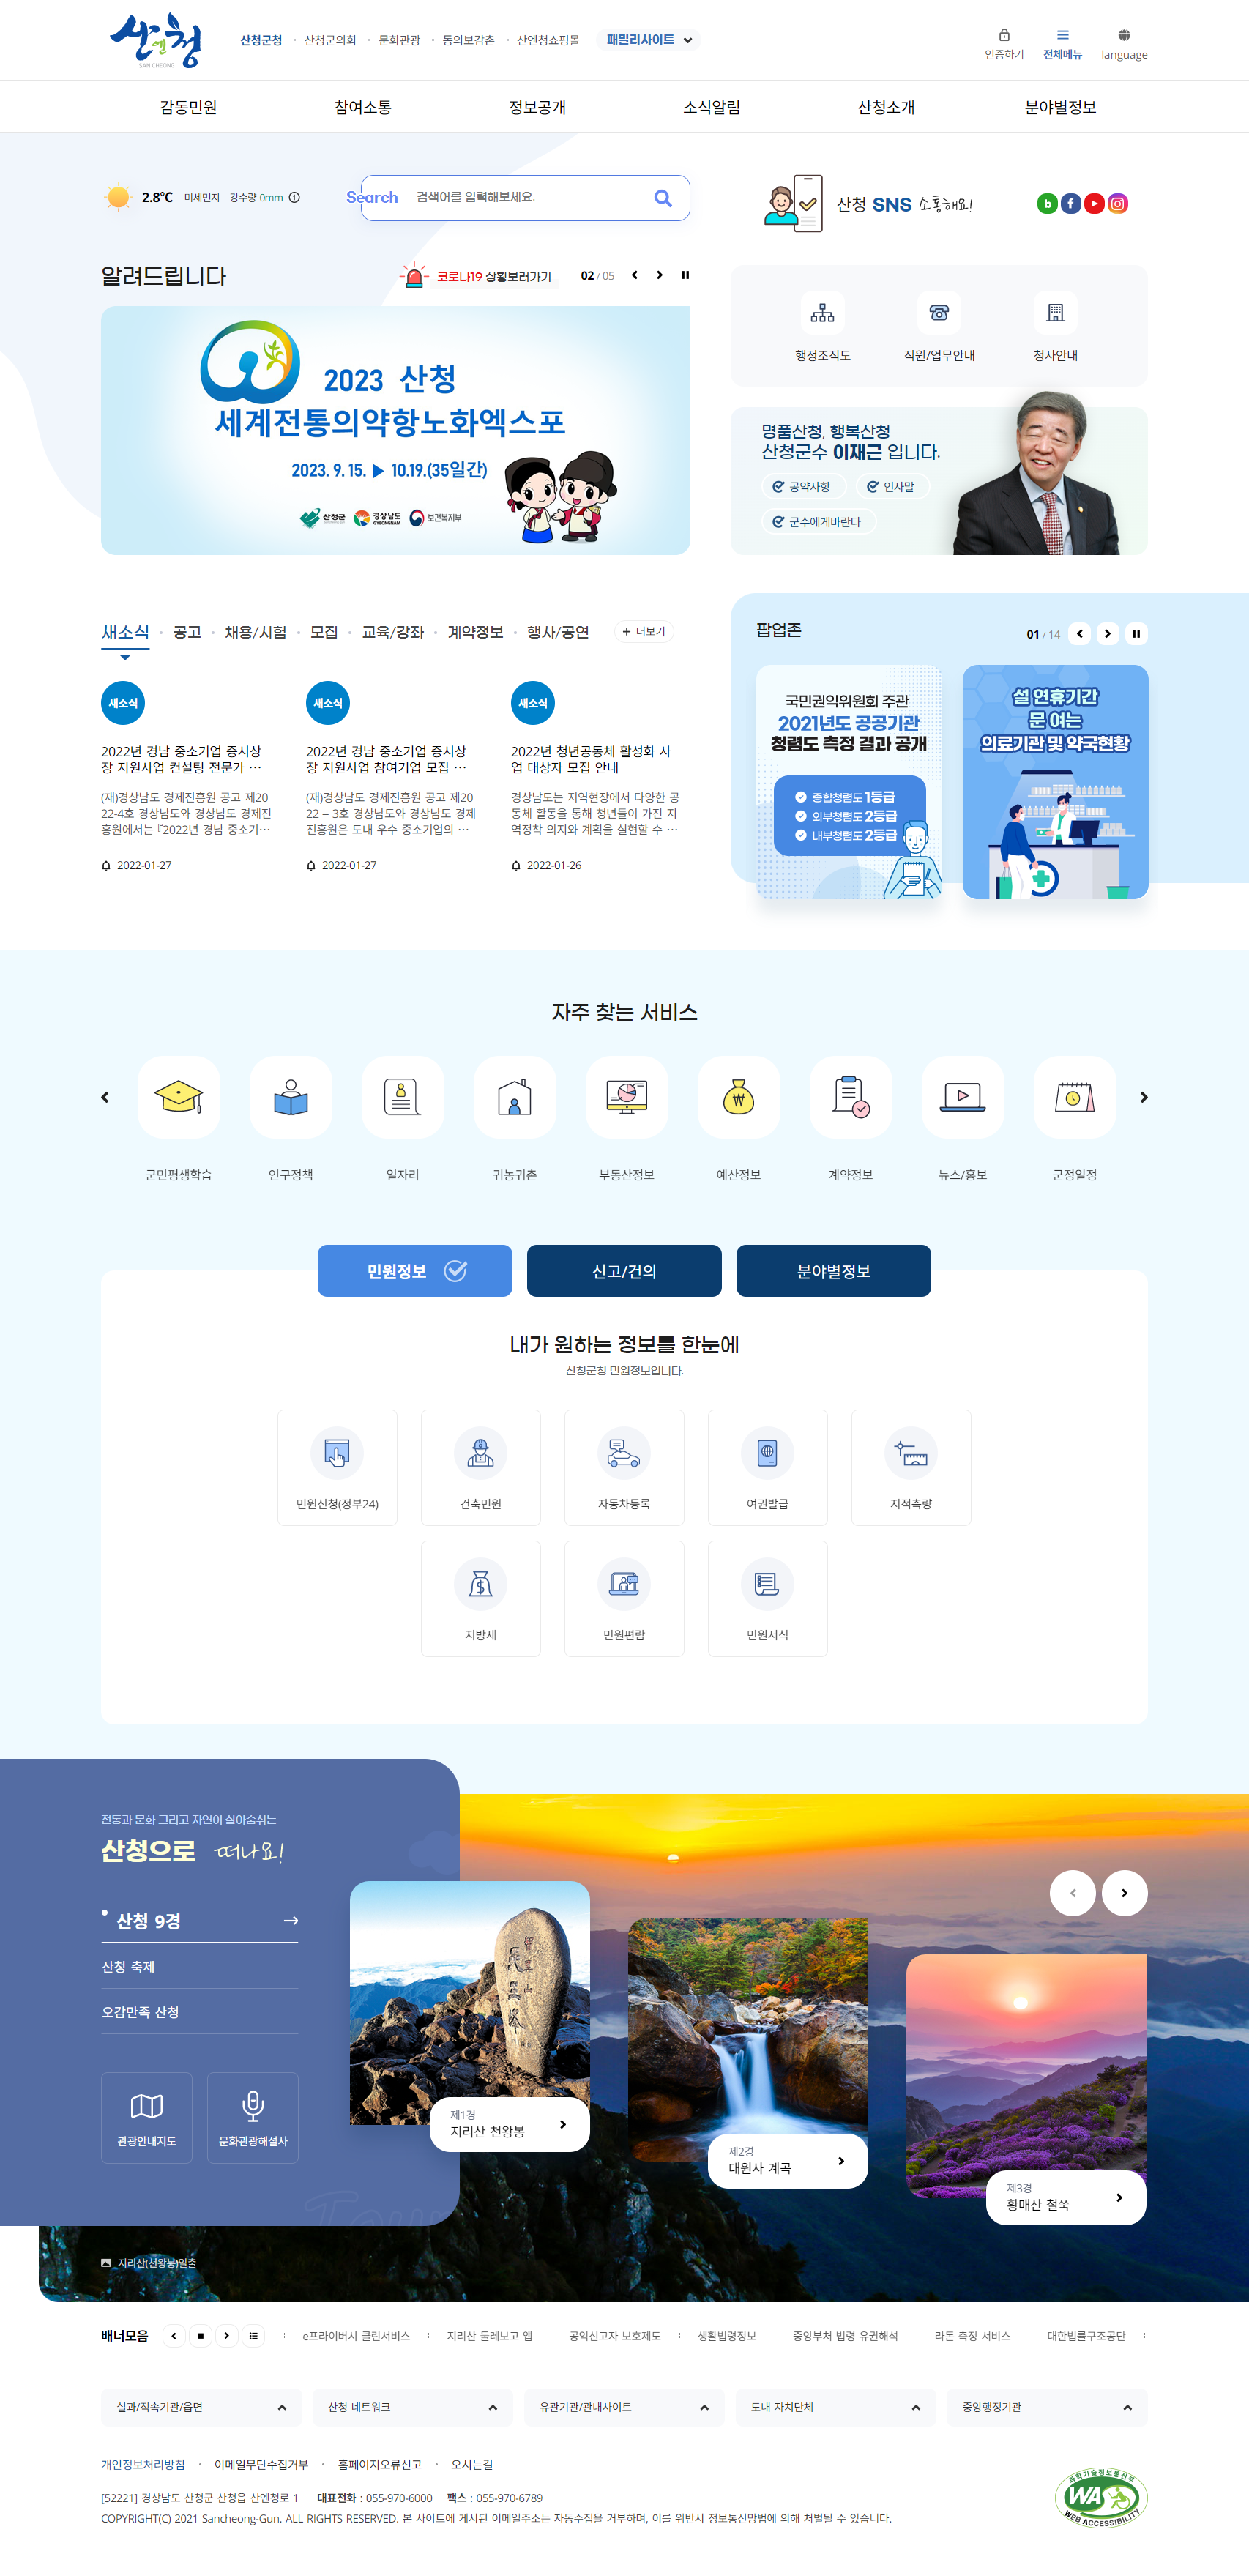 산엔청
SAN CHEONG
산청군청
산청군의회
문화관광
동의보감촌
산엔청쇼핑몰
패밀리사이트
인증하기
전체메뉴
language
감동민원
참여소통
정보공개
소식알림
산청소개
분야별정보
2.8℃ 미세먼지 강수량 0mm
Search
검색어를 입력해보세요.
산청 SNS 소통해요!
알려드립니다
코로나19 상황보러가기
02 / 05
2023 산청
세계전통의약항노화엑스포
2023. 9. 15. ▶ 10.19.(35일간)
산청군
경상남도
GYEONGNAM
보건복지부
행정조직도
직원/업무안내
청사안내
명품산청, 행복산청
산청군수 이재근 입니다.
공약사항
인사말
군수에게바란다
새소식
공고
채용/시험
모집
교육/강좌
계약정보
행사/공연
+ 더보기
새소식
2022년 경남 중소기업 증시상
장 지원사업 컨설팅 전문가 …
(재)경상남도 경제진흥원 공고 제20
22-4호 경상남도와 경상남도 경제진
흥원에서는 『2022년 경남 중소기…
2022-01-27
새소식
2022년 경남 중소기업 증시상
장 지원사업 참여기업 모집 …
(재)경상남도 경제진흥원 공고 제20
22 – 3호 경상남도와 경상남도 경제
진흥원은 도내 우수 중소기업의 …
2022-01-27
새소식
2022년 청년공동체 활성화 사
업 대상자 모집 안내
경상남도는 지역현장에서 다양한 공
동체 활동을 통해 청년들이 가진 지
역정착 의지와 계획을 실현할 수 …
2022-01-26
팝업존
01 / 14
국민권익위원회 주관
2021년도 공공기관
청렴도 측정 결과 공개
종합청렴도 1등급
외부청렴도 2등급
내부청렴도 2등급
설 연휴기간
문 여는
의료기관 및 약국현황
자주 찾는 서비스
군민평생학습
인구정책
일자리
귀농귀촌
부동산정보
예산정보
계약정보
뉴스/홍보
군정일정
민원정보
신고/건의
분야별정보
내가 원하는 정보를 한눈에
산청군청 민원정보입니다.
민원신청(정부24)
건축민원
자동차등록
여권발급
지적측량
지방세
민원편람
민원서식
전통과 문화 그리고 자연이 살아숨쉬는
산청으로 떠나요!
산청 9경
산청 축제
오감만족 산청
관광안내지도
문화관광해설사
제1경
지리산 천왕봉
제2경
대원사 계곡
제3경
황매산 철쭉
지리산(천왕봉)일출
배너모음
e프라이버시 클린서비스
지리산 둘레보고 앱
공익신고자 보호제도
생활법령정보
중앙부처 법령 유권해석
라돈 측정 서비스
대한법률구조공단
실과/직속기관/읍면
산청 네트워크
유관기관/관내사이트
도내 자치단체
중앙행정기관
개인정보처리방침
이메일무단수집거부
홈페이지오류신고
오시는길
[52221] 경상남도 산청군 산청읍 산엔청로 1 대표전화 : 055-970-6000 팩스 : 055-970-6789
COPYRIGHT(C) 2021 Sancheong-Gun. ALL RIGHTS RESERVED. 본 사이트에 게시된 이메일주소는 자동수집을 거부하며, 이를 위반시 정보통신망법에 의해 처벌될 수 있습니다.
과학기술정보통신부
WA
WEB ACCESSIBILITY